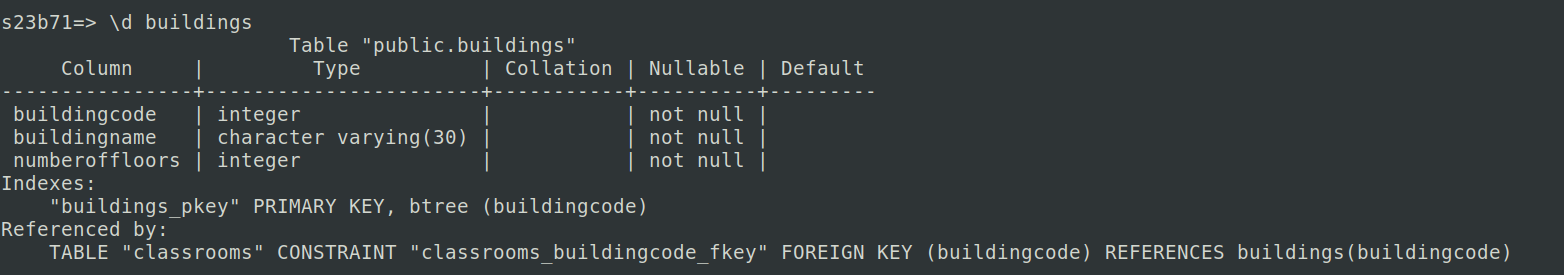 s23b71=> \d buildings
                        Table "public.buildings"
     Column     |         Type          | Collation | Nullable | Default
----------------+-----------------------+-----------+----------+---------
 buildingcode   | integer               |           | not null |
 buildingname   | character varying(30) |           | not null |
 numberoffloors | integer               |           | not null |
Indexes:
    "buildings_pkey" PRIMARY KEY, btree (buildingcode)
Referenced by:
    TABLE "classrooms" CONSTRAINT "classrooms_buildingcode_fkey" FOREIGN KEY (buildingcode) REFERENCES buildings(buildingcode)